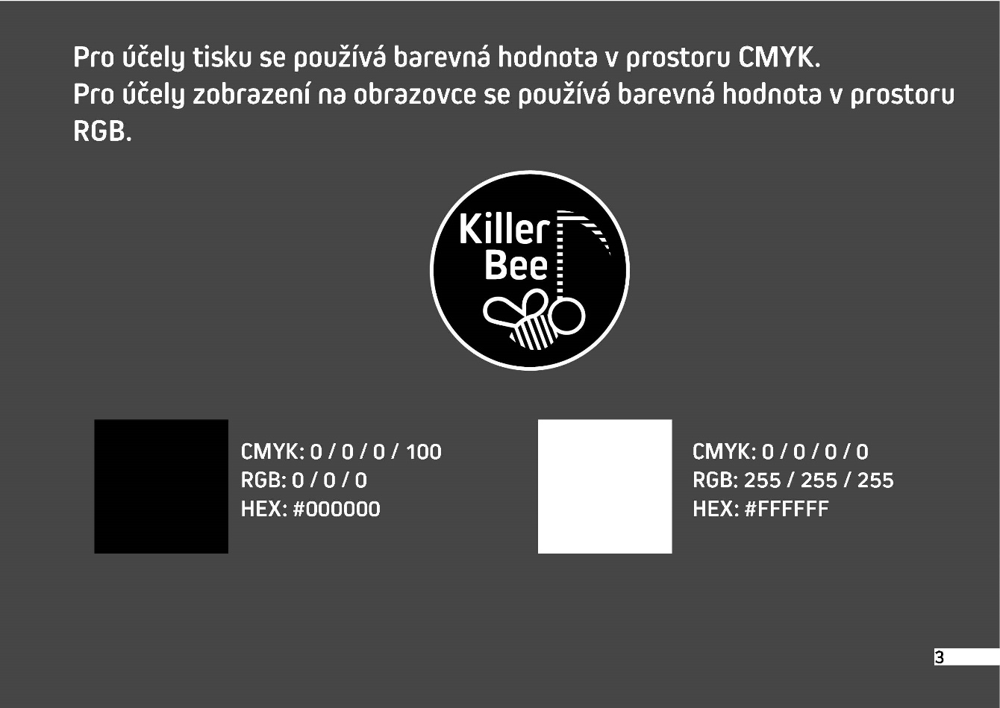 Pro účely tisku se používá barevná hodnota v prostoru CMYK.
Pro účely zobrazení na obrazovce se používá barevná hodnota v prostoru
RGB.
Killer
Bee
CMYK: 0 / 0 / 0 / 100
RGB: 0 / 0 / 0
HEX: #000000
CMYK: 0 / 0 / 0 / 0
RGB: 255 / 255 / 255
HEX: #FFFFFF
3